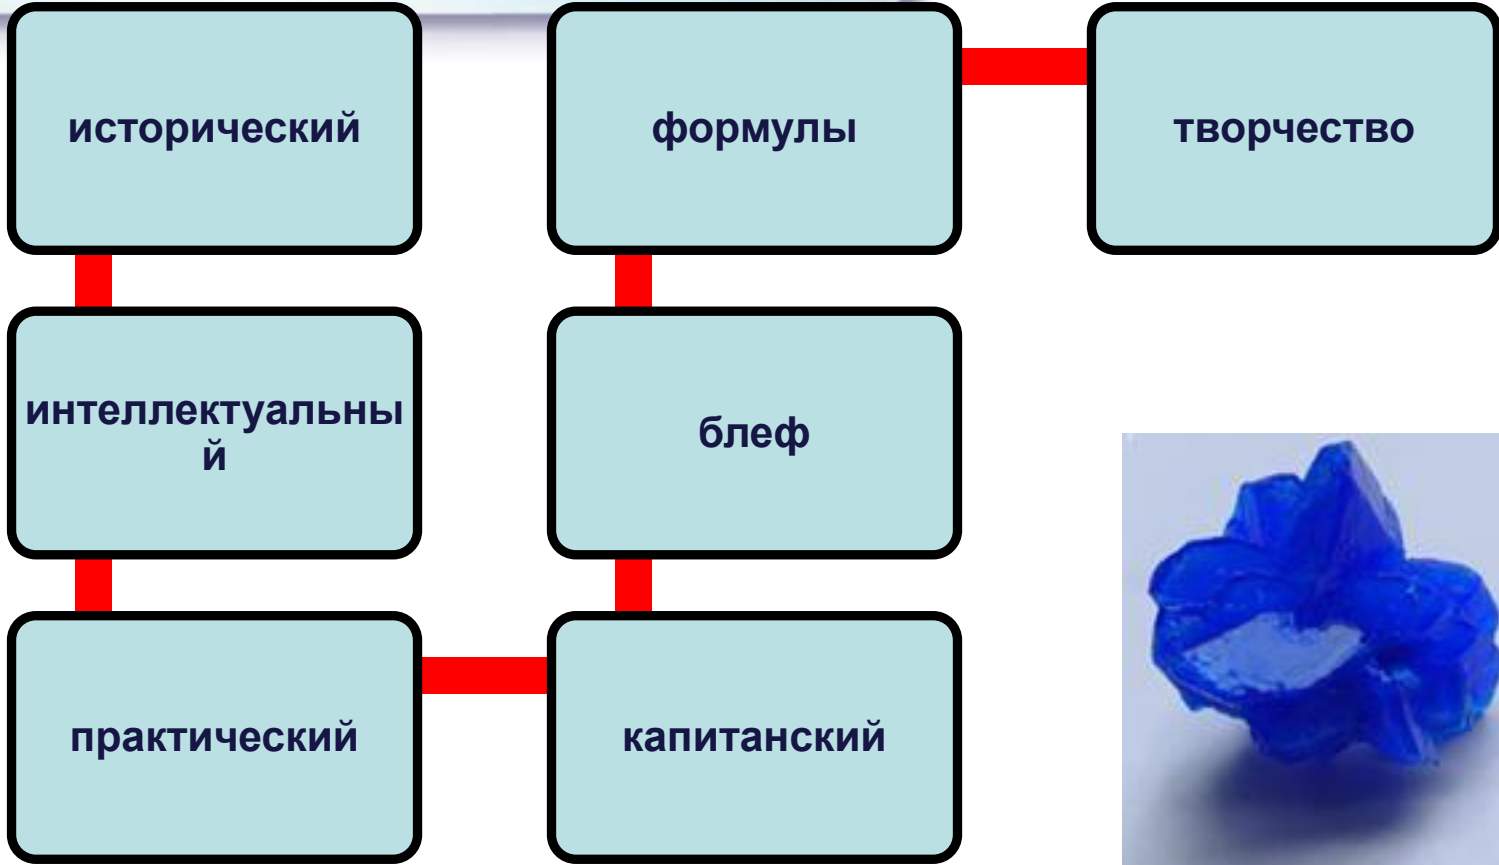 исторический
интеллектуальны
й
практический
капитанский
блеф
формулы
творчество